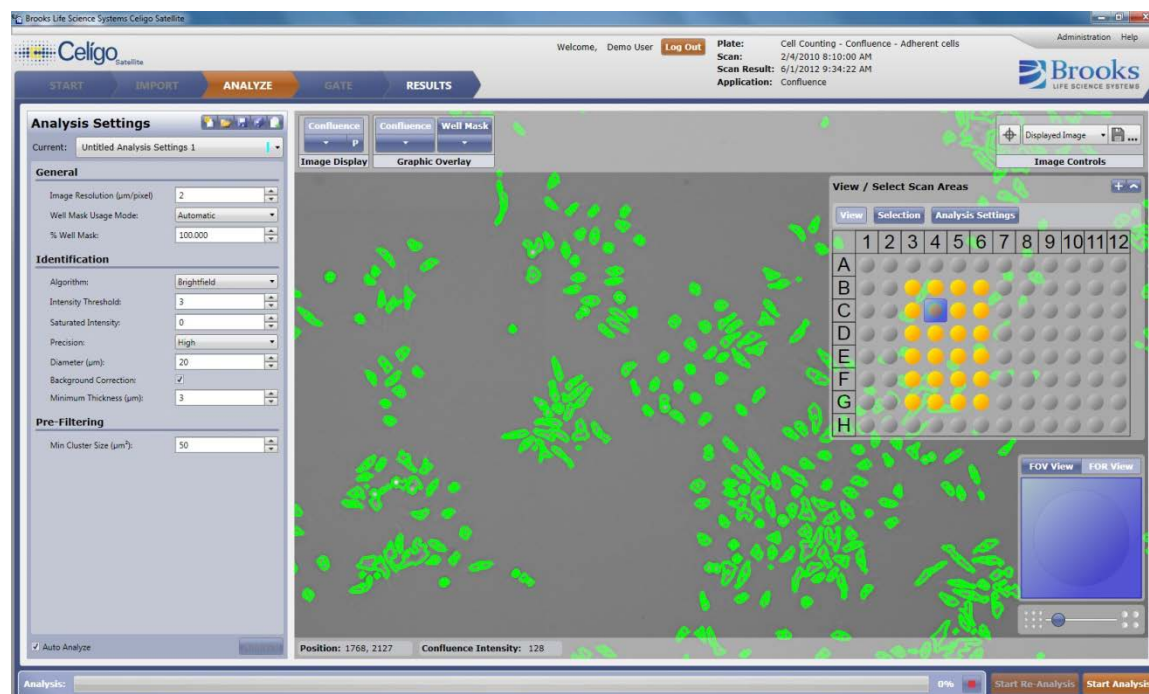 Brooks Life Science Systems Celigo Satellite
Celigo
Satellite
Welcome, Demo User Log Out
Plate: Cell Counting - Confluence - Adherent cells
Scan: 2/4/2010 8:10:00 AM
Scan Result: 6/1/2012 9:34:22 AM
Application: Confluence
Administration Help
Brooks
LIFE SCIENCE SYSTEMS
START IMPORT ANALYZE GATE RESULTS
Analysis Settings
Current: Untitled Analysis Settings 1
General
Image Resolution (µm/pixel) 2
Well Mask Usage Mode: Automatic
% Well Mask: 100.000
Identification
Algorithm: Brightfield
Intensity Threshold: 3
Saturated Intensity: 0
Precision: High
Diameter (µm): 20
Background Correction:
Minimum Thickness (µm): 3
Pre-Filtering
Min Cluster Size (µm²): 50
Auto Analyze
Confluence Confluence Well Mask
P
Image Display Graphic Overlay
Displayed Image ...
Image Controls
View / Select Scan Areas
View Selection Analysis Settings
1 2 3 4 5 6 7 8 9 10 11 12
A
B
C
D
E
F
G
H
FOV View FOR View
Position: 1768, 2127 Confluence Intensity: 128
Analysis: 0% Start Re-Analysis Start Analysis